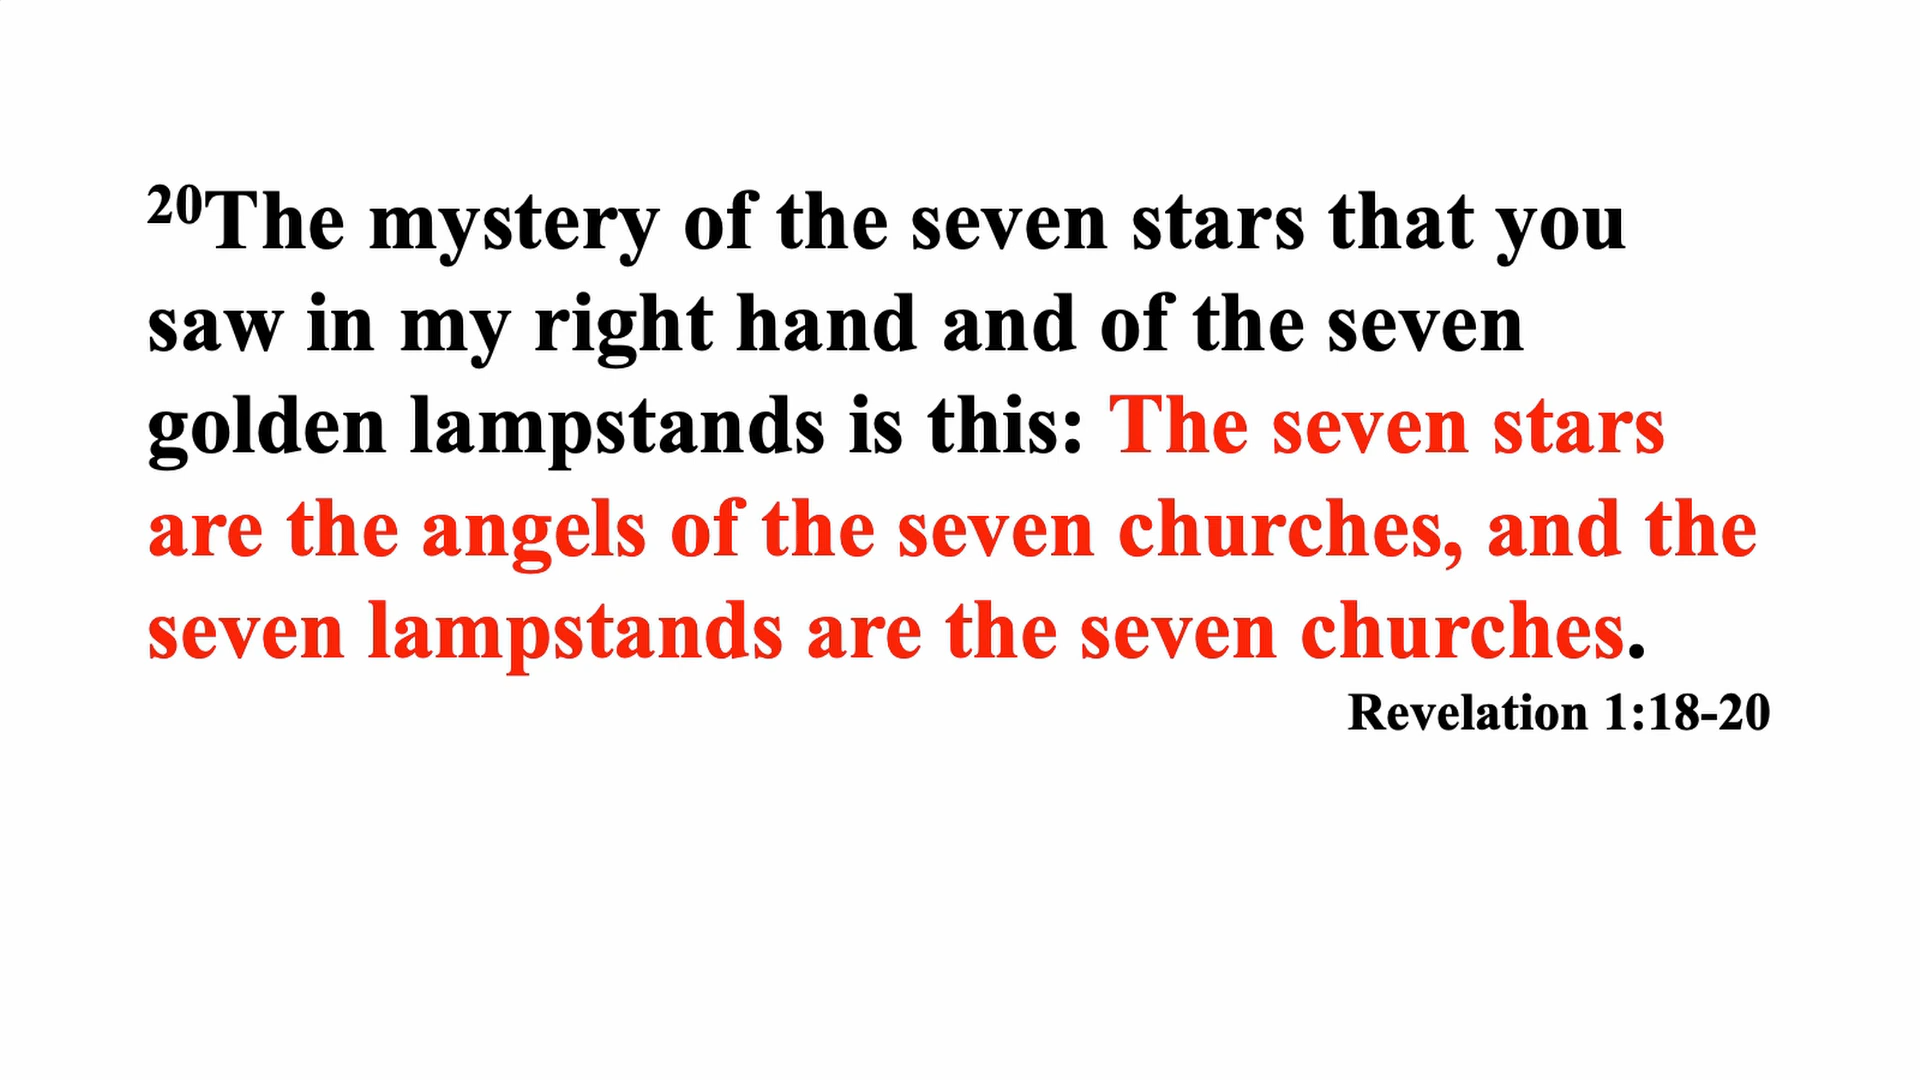 20The mystery of the seven stars that you
saw in my right hand and of the seven
golden lampstands is this: The seven stars
are the angels of the seven churches, and the
seven lampstands are the seven churches.
Revelation 1:18-20